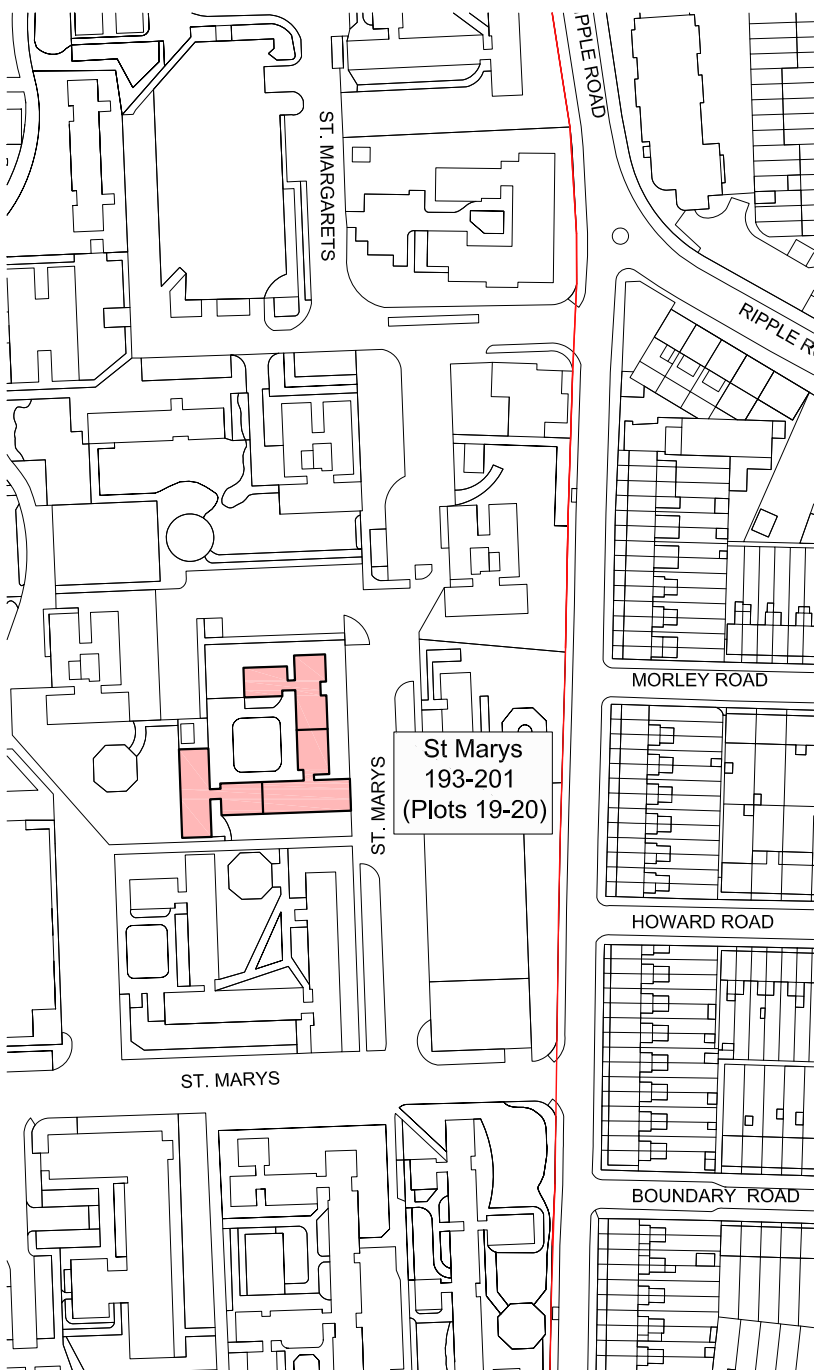 PPLE ROAD
ST. MARGARETS
RIPPLE R
MORLEY ROAD
St Marys
193-201
(Plots 19-20)
ST. MARYS
HOWARD ROAD
ST. MARYS
BOUNDARY ROAD